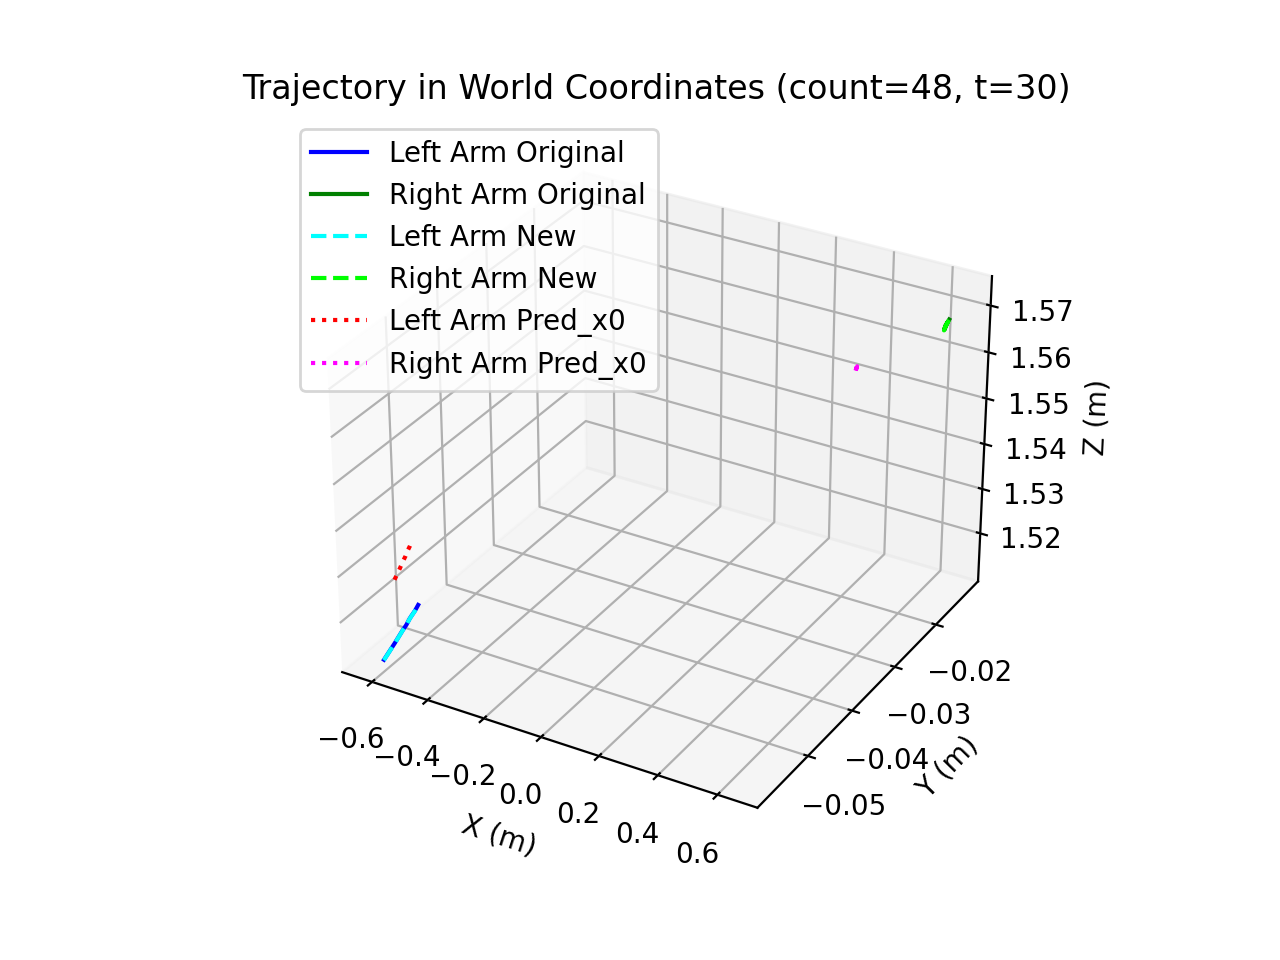 Trajectory in World Coordinates (count=48, t=30)
Left Arm Original
Right Arm Original
Left Arm New
Right Arm New
Left Arm Pred_x0
Right Arm Pred_x0
1.57
1.56
1.55
1.54
1.53
1.52
Z (m)
−0.02
−0.03
−0.04
−0.05
Y (m)
−0.6
−0.4
−0.2
0.0
0.2
0.4
0.6
X (m)